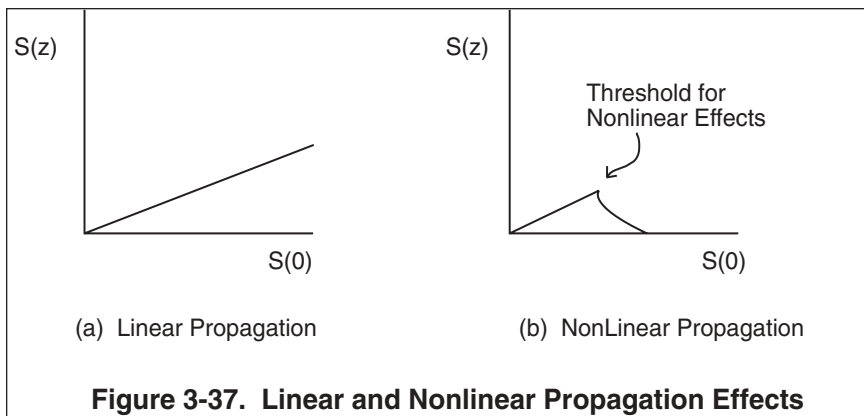 S(z)
S(0)
(a) Linear Propagation
S(z)
Threshold for
Nonlinear Effects
S(0)
(b) NonLinear Propagation
Figure 3-37. Linear and Nonlinear Propagation Effects